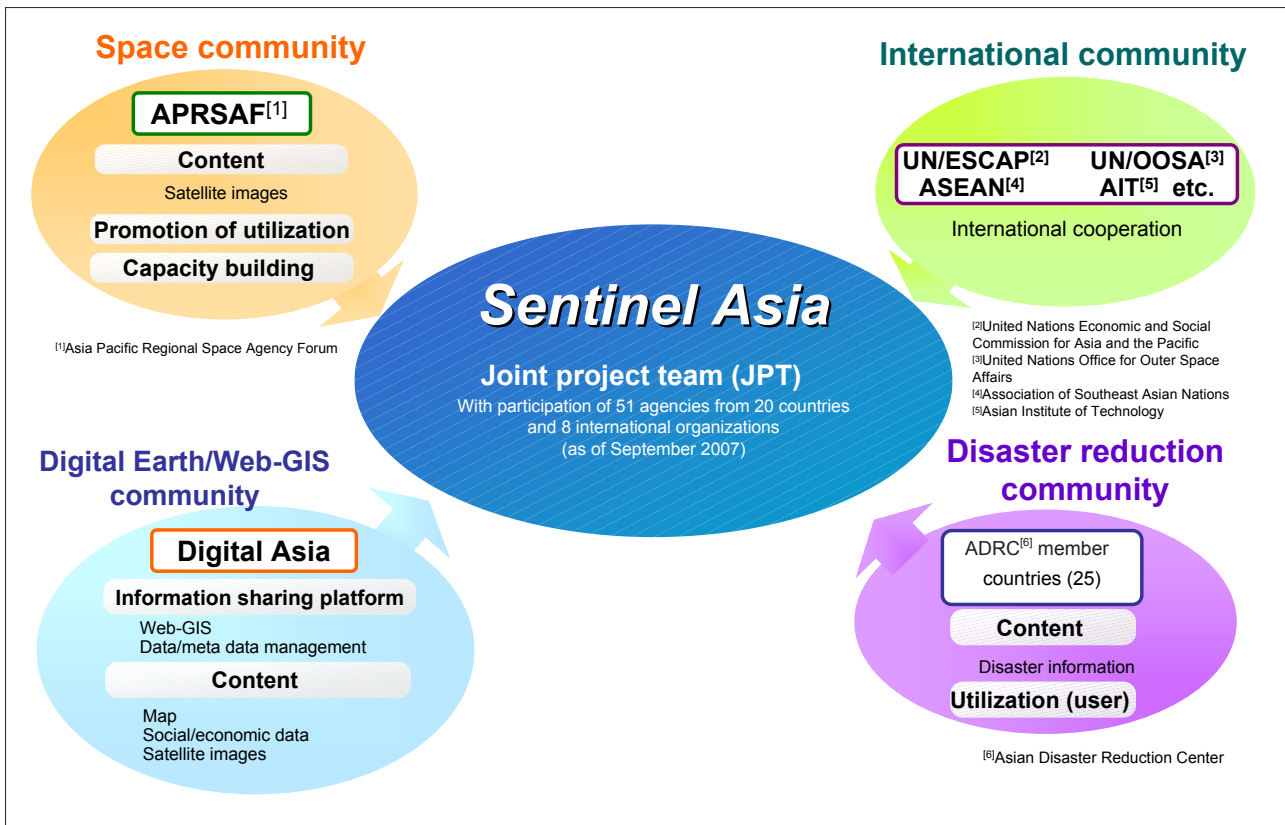 Space community
APRSAF[1]
Content
Satellite images
Promotion of utilization
Capacity building
[1]Asia Pacific Regional Space Agency Forum
International community
UN/ESCAP[2] UN/OOSA[3]
ASEAN[4] AIT[5] etc.
International cooperation
[2]United Nations Economic and Social
Commission for Asia and the Pacific
[3]United Nations Office for Outer Space
Affairs
[4]Association of Southeast Asian Nations
[5]Asian Institute of Technology
Sentinel Asia
Joint project team (JPT)
With participation of 51 agencies from 20 countries
and 8 international organizations
(as of September 2007)
Digital Earth/Web-GIS
community
Digital Asia
Information sharing platform
Web-GIS
Data/meta data management
Content
Map
Social/economic data
Satellite images
Disaster reduction
community
ADRC[6] member
countries (25)
Content
Disaster information
Utilization (user)
[6]Asian Disaster Reduction Center